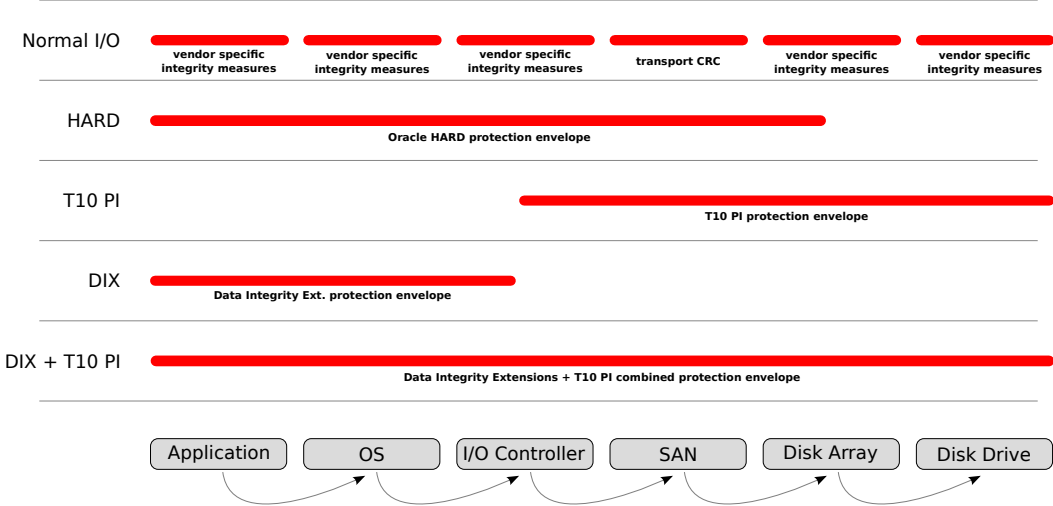 Normal I/O
vendor specific
integrity measures
vendor specific
integrity measures
vendor specific
integrity measures
transport CRC
vendor specific
integrity measures
vendor specific
integrity measures
HARD
Oracle HARD protection envelope
T10 PI
T10 PI protection envelope
DIX
Data Integrity Ext. protection envelope
DIX + T10 PI
Data Integrity Extensions + T10 PI combined protection envelope
Application
OS
I/O Controller
SAN
Disk Array
Disk Drive